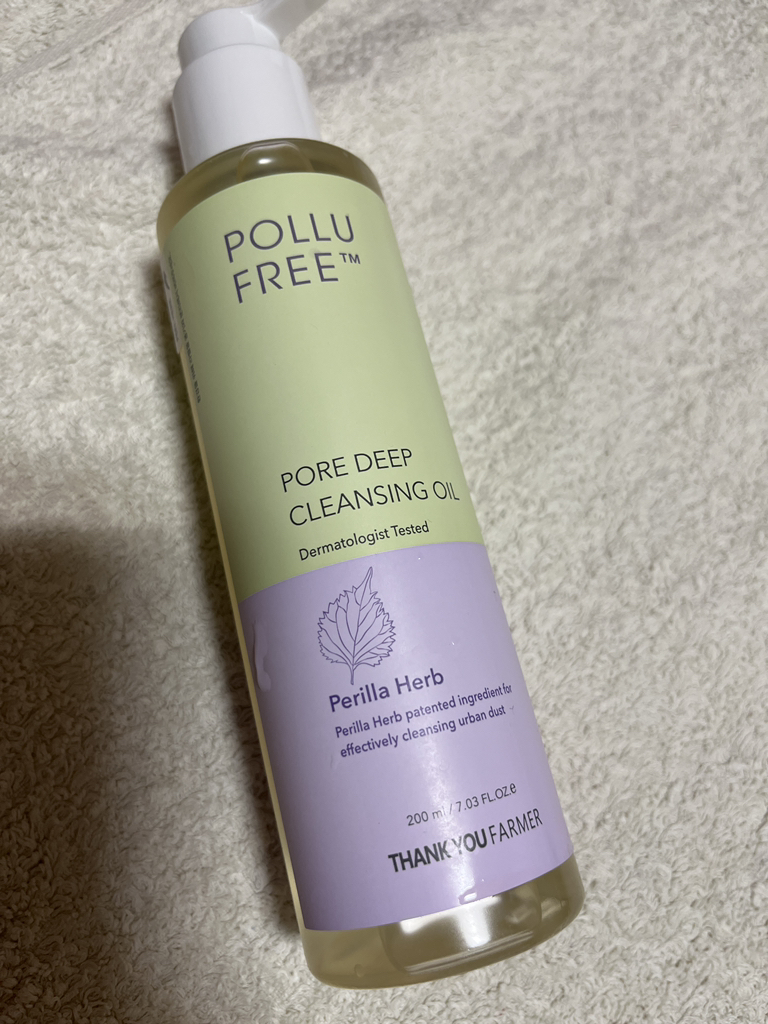 POLLU
FREE™
PORE DEEP
CLEANSING OIL
Dermatologist Tested
Perilla Herb
Perilla Herb patented ingredient for
effectively cleansing urban dust
200 ml / 7.03 FL.OZ.e
THANK YOU FARMER